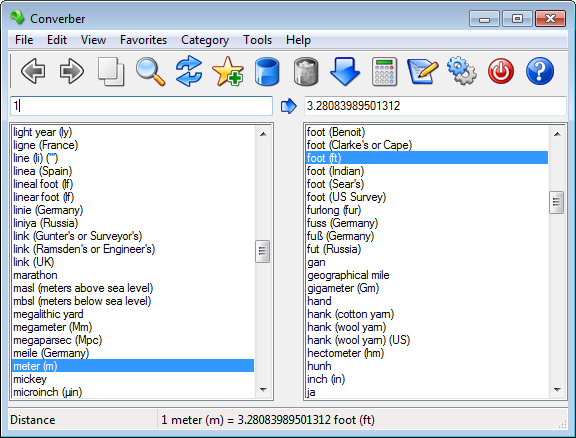 Converber
File Edit View Favorites Category Tools Help
1
3.28083989501312
light year (ly)
ligne (France)
line (li) (''')
linea (Spain)
lineal foot (lf)
linear foot (lf)
linie (Germany)
liniya (Russia)
link (Gunter's or Surveyor's)
link (Ramsden's or Engineer's)
link (UK)
marathon
masl (meters above sea level)
mbsl (meters below sea level)
megalithic yard
megameter (Mm)
megaparsec (Mpc)
meile (Germany)
meter (m)
mickey
microinch (µin)
foot (Benoit)
foot (Clarke's or Cape)
foot (ft)
foot (Indian)
foot (Sear's)
foot (US Survey)
furlong (fur)
fuss (Germany)
fuß (Germany)
fut (Russia)
gan
geographical mile
gigameter (Gm)
hand
hank (cotton yarn)
hank (wool yarn)
hank (wool yarn) (US)
hectometer (hm)
hunh
inch (in)
ja
Distance
1 meter (m) = 3.28083989501312 foot (ft)